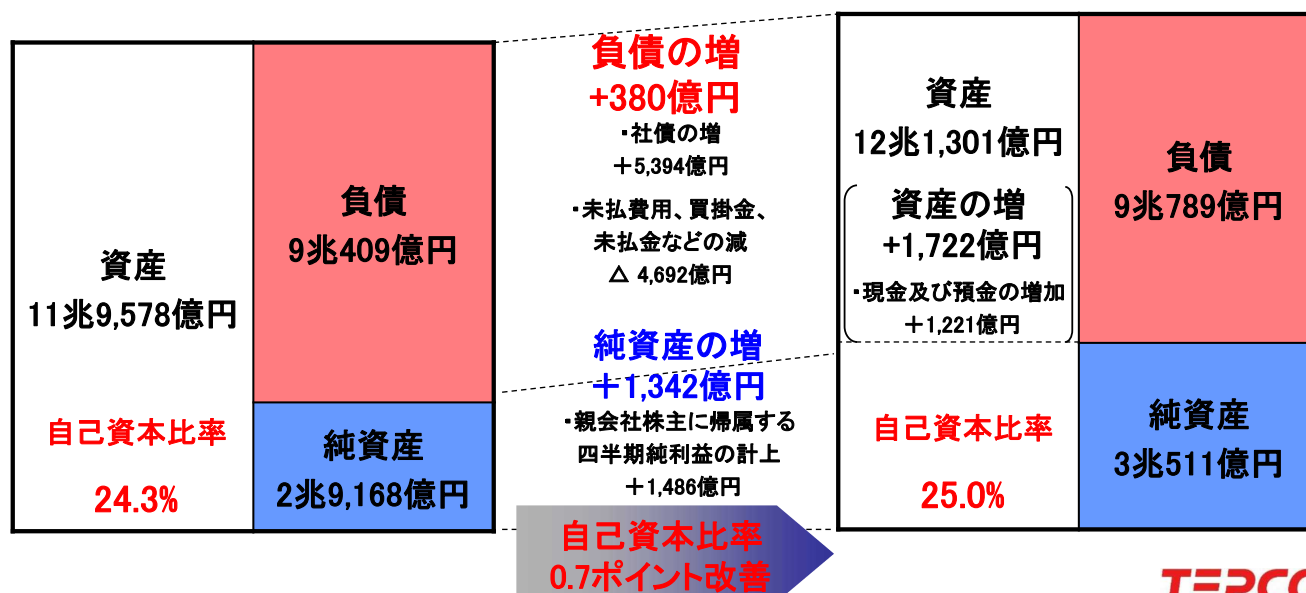 資産
11兆9,578億円
自己資本比率
24.3%
負債
9兆409億円
純資産
2兆9,168億円
負債の増
+380億円
・社債の増
＋5,394億円
・未払費用、買掛金、
未払金などの減
△ 4,692億円
純資産の増
＋1,342億円
・親会社株主に帰属する
四半期純利益の計上
＋1,486億円
自己資本比率
0.7ポイント改善
資産
12兆1,301億円
資産の増
+1,722億円
・現金及び預金の増加
＋1,221億円
自己資本比率
25.0%
負債
9兆789億円
純資産
3兆511億円
TEPCO